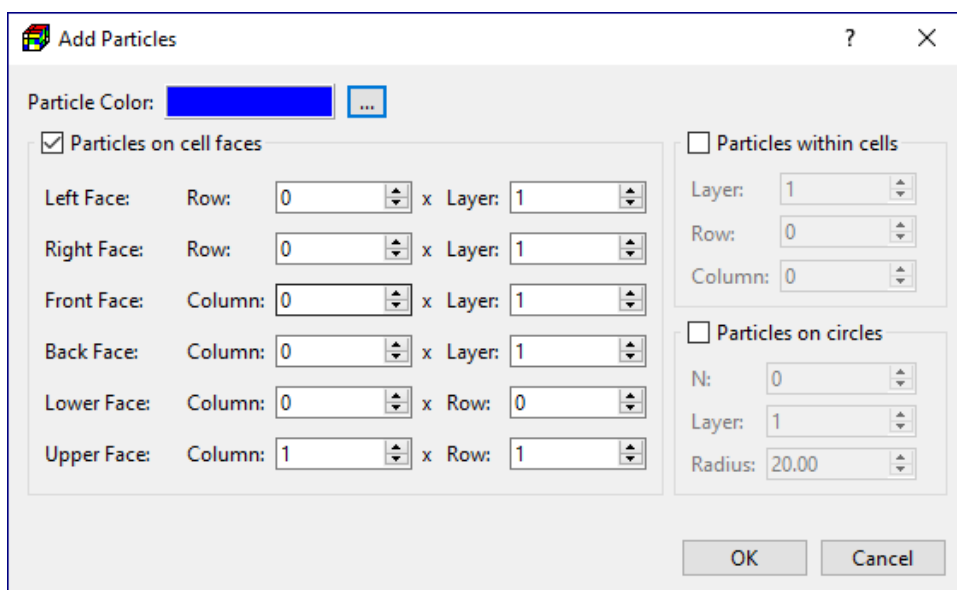 Add Particles ? ×
Particle Color: ...
Particles on cell faces
Left Face: Row: 0 x Layer: 1
Right Face: Row: 0 x Layer: 1
Front Face: Column: 0 x Layer: 1
Back Face: Column: 0 x Layer: 1
Lower Face: Column: 0 x Row: 0
Upper Face: Column: 1 x Row: 1
Particles within cells
Layer: 1
Row: 0
Column: 0
Particles on circles
N: 0
Layer: 1
Radius: 20.00
OK Cancel